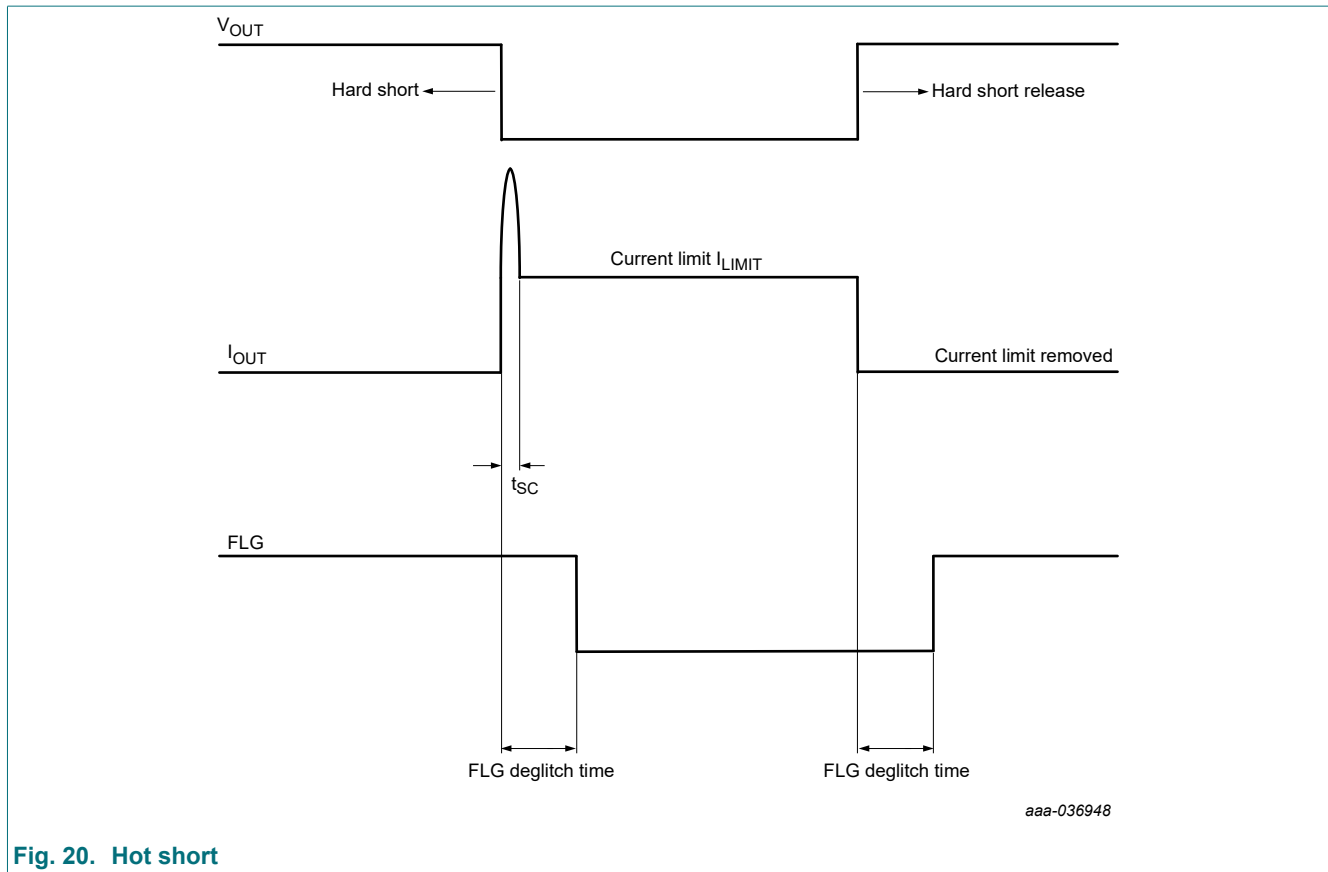 VOUT
Hard short
Hard short release
Current limit ILIMIT
IOUT
Current limit removed
tSC
FLG
FLG deglitch time
FLG deglitch time
aaa-036948
Fig. 20. Hot short